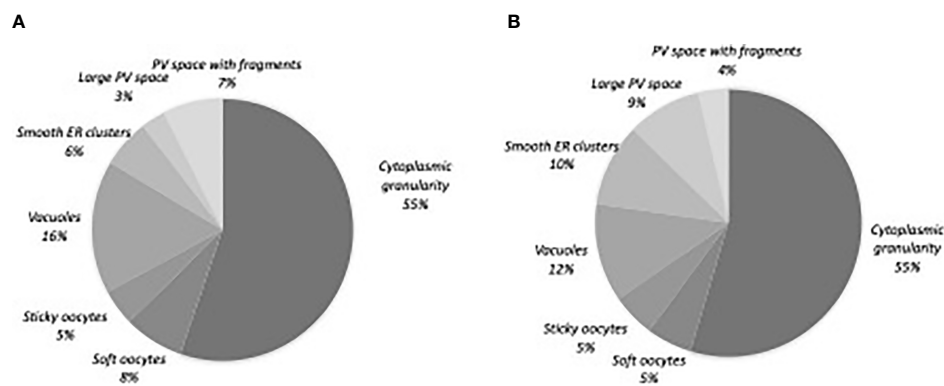 A
PV space with fragments
7%
Large PV space
3%
Smooth ER clusters
6%
Vacuoles
16%
Sticky oocytes
5%
Soft oocytes
8%
Cytoplasmic
granularity
55%
B
PV space with fragments
4%
Large PV space
9%
Smooth ER clusters
10%
Vacuoles
12%
Sticky oocytes
5%
Soft oocytes
5%
Cytoplasmic
granularity
55%